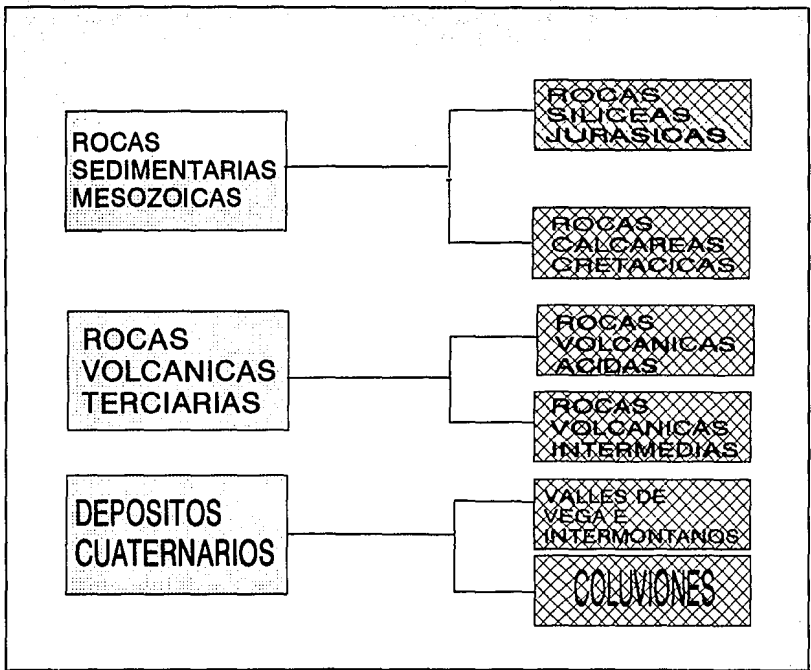 ROCAS
SEDIMENTARIAS
MESOZOICAS
ROCAS
SILICEAS
JURASICAS
ROCAS
CALCAREAS
CRETACICAS
ROCAS
VOLCANICAS
TERCIARIAS
ROCAS
VOLCANICAS
ACIDAS
ROCAS
VOLCANICAS
INTERMEDIAS
DEPOSITOS
CUATERNARIOS
VALLES DE
VEGA E
INTERMONTANOS
COLUVIONES